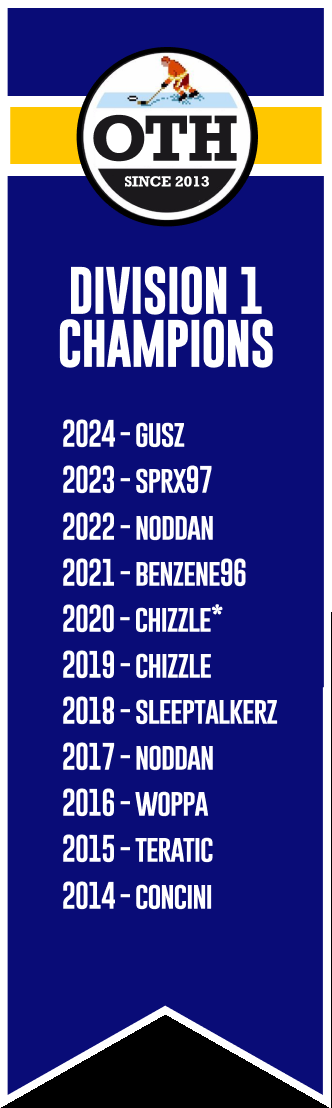 OTH
SINCE 2013
DIVISION 1
CHAMPIONS
2024 - GUSZ
2023 - SPRX97
2022 - NODDAN
2021 - BENZENE96
2020 - CHIZZLE*
2019 - CHIZZLE
2018 - SLEEPTALKERZ
2017 - NODDAN
2016 - WOPPA
2015 - TERATIC
2014 - CONCINI